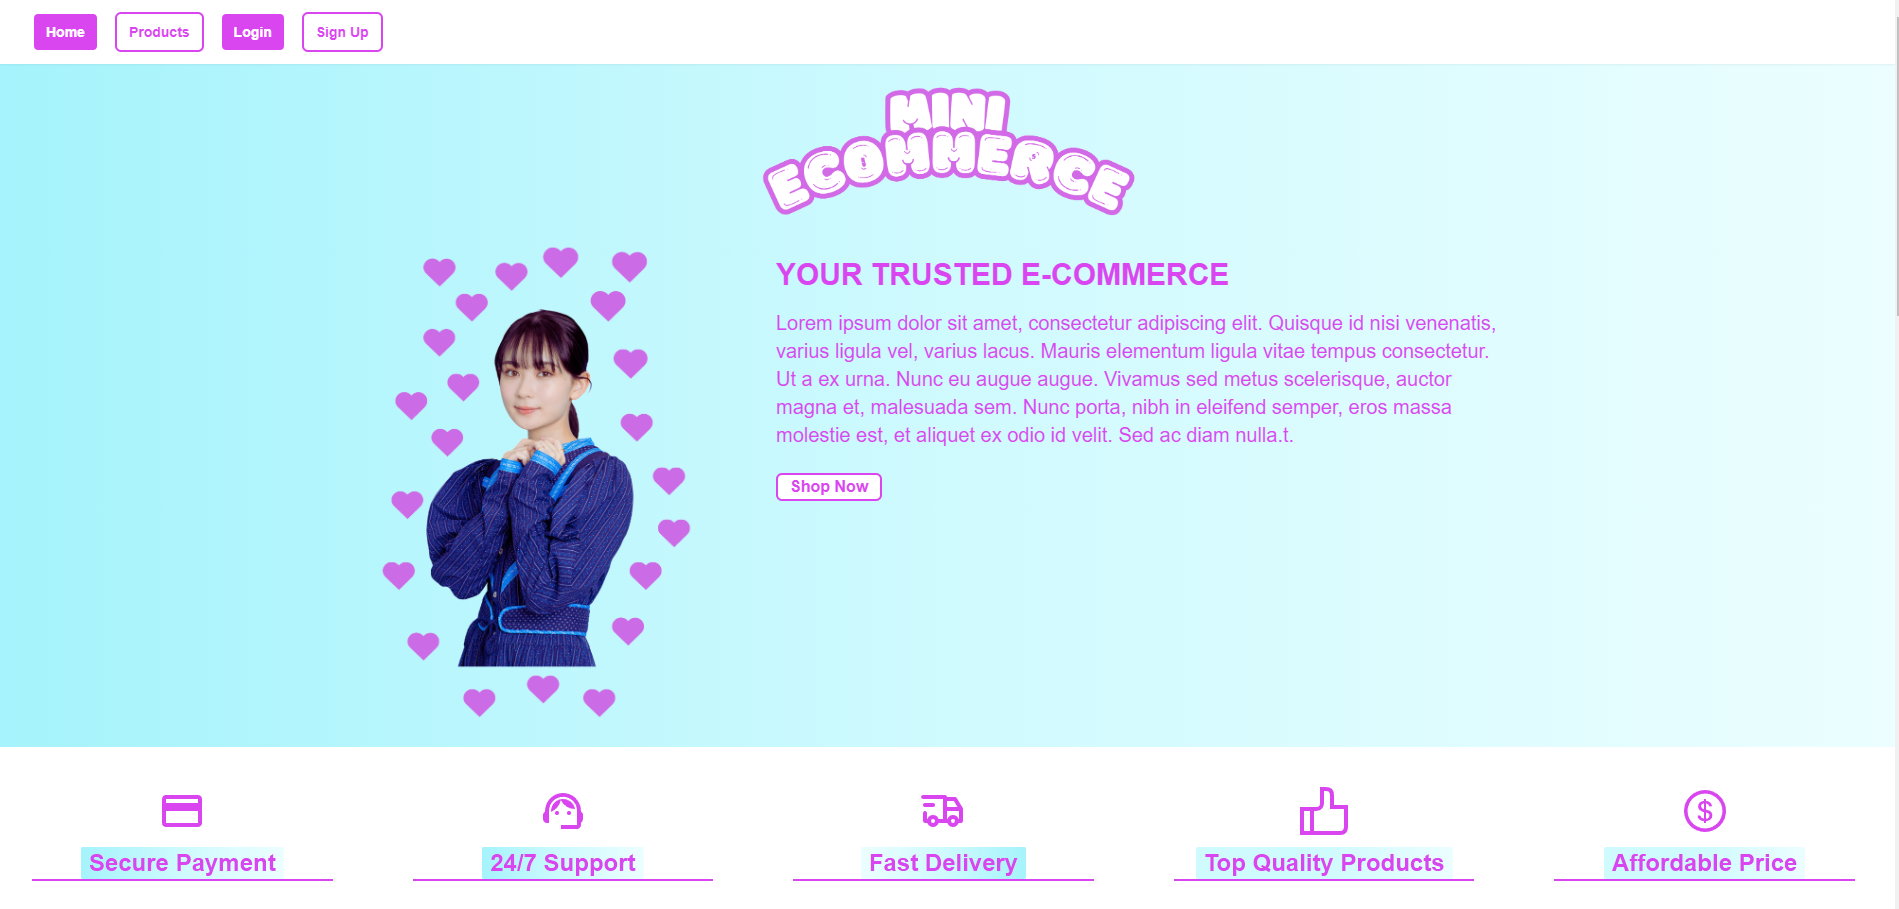 Home
Products
Login
Sign Up
MINI
ECOMMERCE
YOUR TRUSTED E-COMMERCE
Lorem ipsum dolor sit amet, consectetur adipiscing elit. Quisque id nisi venenatis,
varius ligula vel, varius lacus. Mauris elementum ligula vitae tempus consectetur.
Ut a ex urna. Nunc eu augue augue. Vivamus sed metus scelerisque, auctor
magna et, malesuada sem. Nunc porta, nibh in eleifend semper, eros massa
molestie est, et aliquet ex odio id velit. Sed ac diam nulla.t.
Shop Now
Secure Payment
24/7 Support
Fast Delivery
Top Quality Products
Affordable Price